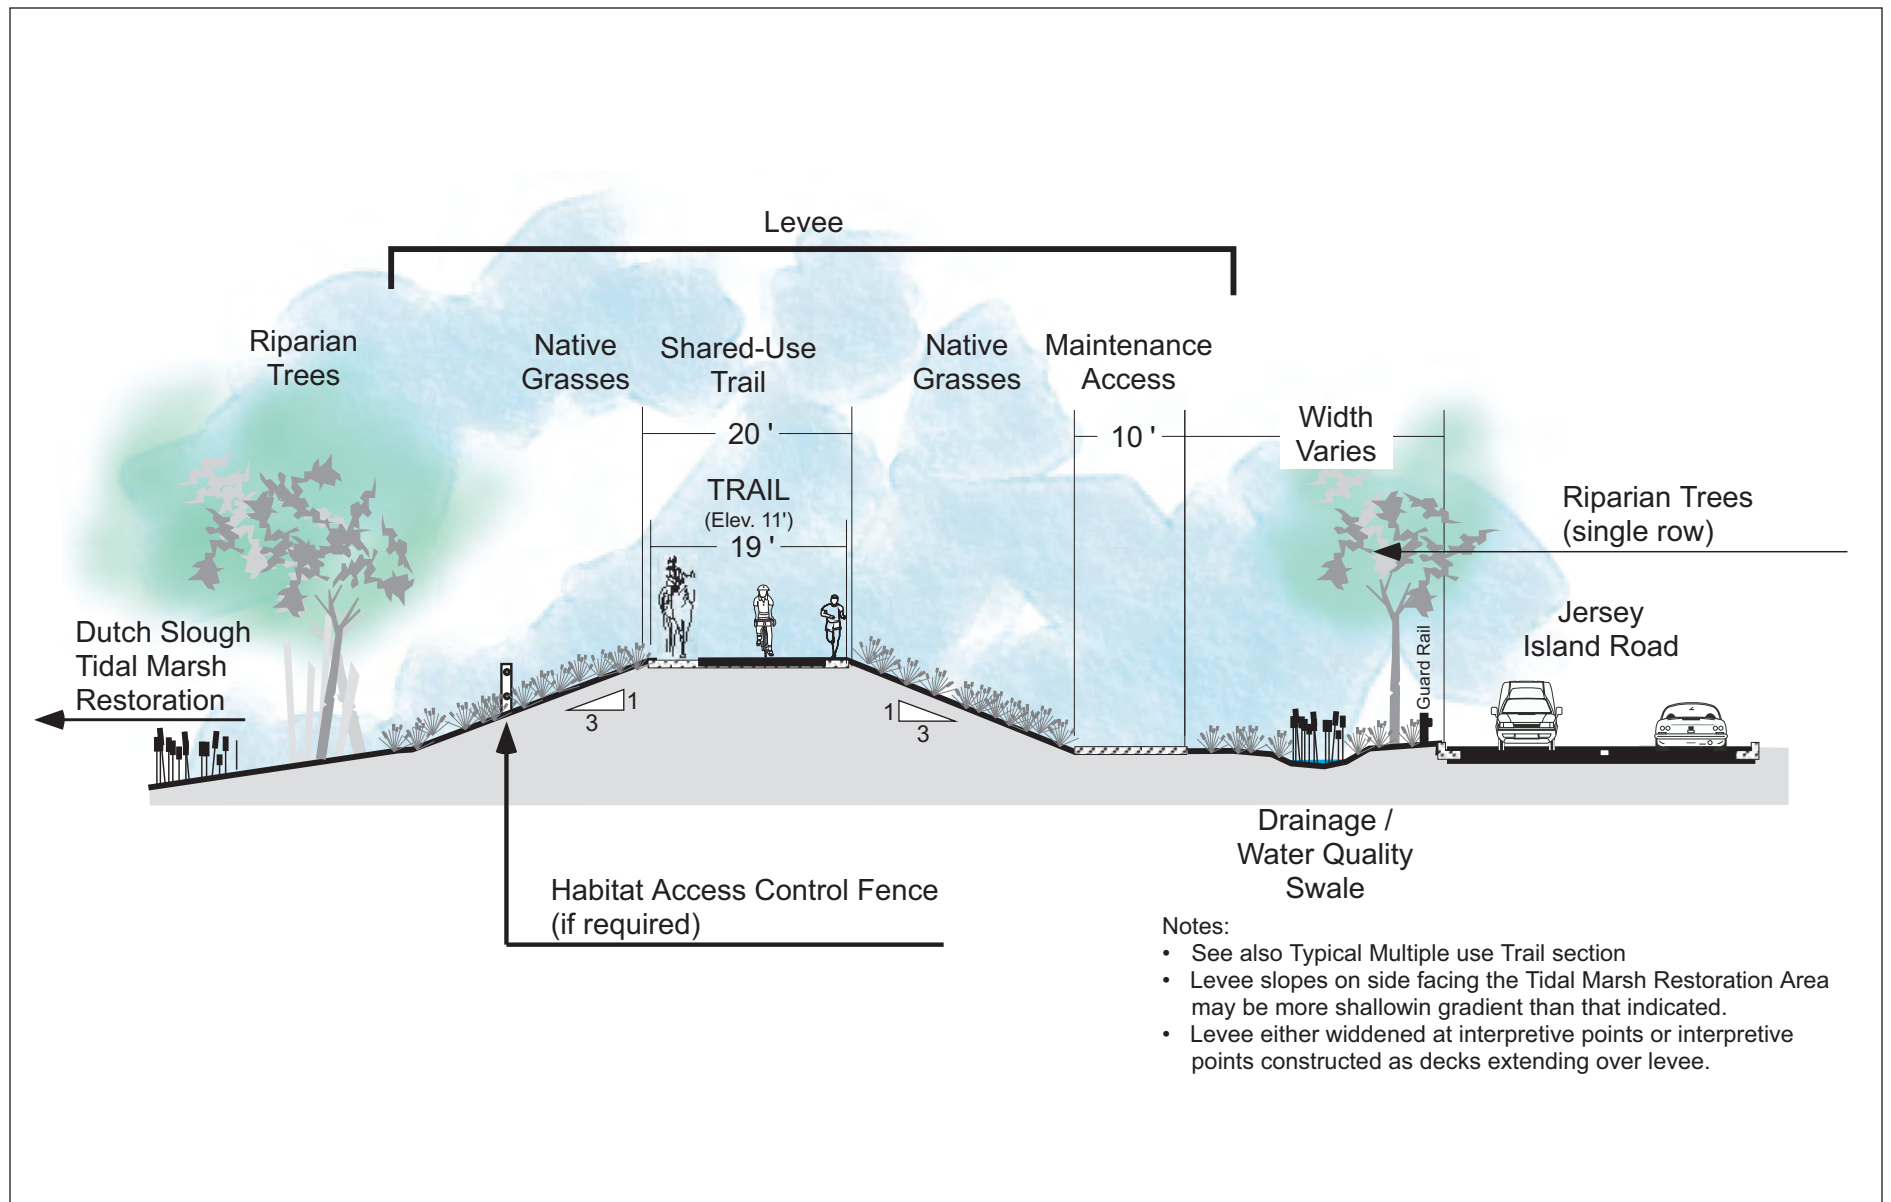 Levee
Riparian
Trees
Native
Grasses
Shared-Use
Trail
Native
Grasses
Maintenance
Access
20 '
10 '
Width
Varies
TRAIL
(Elev. 11')
19 '
Riparian Trees
(single row)
Dutch Slough
Tidal Marsh
Restoration
Jersey
Island Road
Guard Rail
1
3
1
3
Drainage /
Water Quality
Swale
Habitat Access Control Fence
(if required)
Notes:
• See also Typical Multiple use Trail section
• Levee slopes on side facing the Tidal Marsh Restoration Area
may be more shallowin gradient than that indicated.
• Levee either widdened at interpretive points or interpretive
points constructed as decks extending over levee.